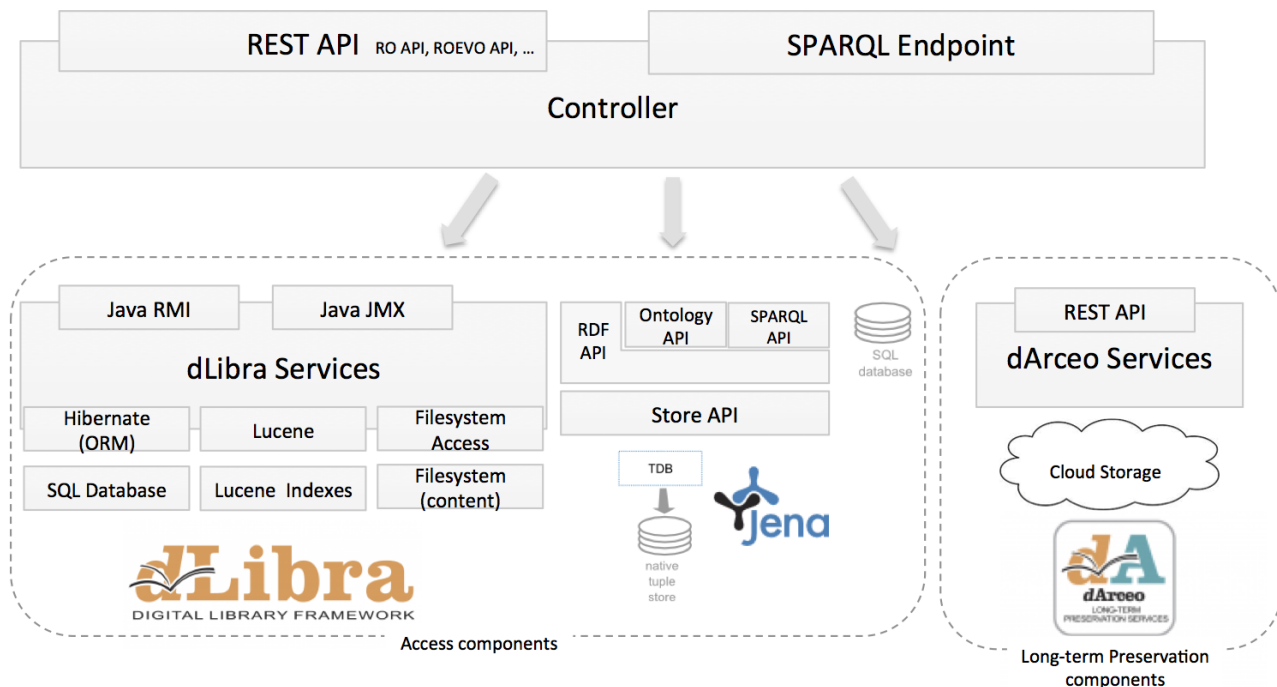 REST API RO API, ROEVO API, ...
SPARQL Endpoint
Controller
Java RMI
Java JMX
dLibra Services
Hibernate
(ORM)
Lucene
Filesystem
Access
SQL Database
Lucene Indexes
Filesystem
(content)
dLibra
DIGITAL LIBRARY FRAMEWORK
RDF
API
Ontology
API
SPARQL
API
Store API
TDB
native
tuple
store
Jena
SQL
database
Access components
REST API
dArceo Services
Cloud Storage
dA
dArceo
LONG-TERM
PRESERVATION SERVICES
Long-term Preservation
components